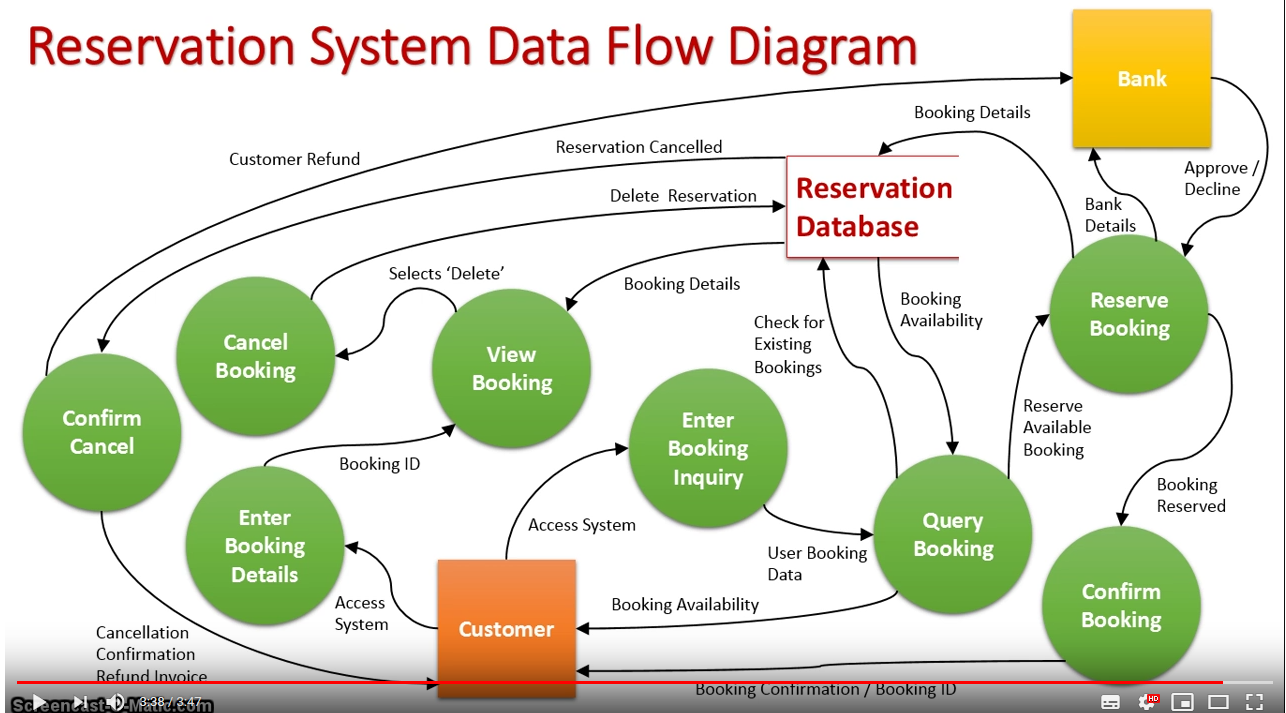 Reservation System Data Flow Diagram
Bank
Booking Details
Reservation Cancelled
Customer Refund
Approve /
Decline
Delete  Reservation
Reservation
Database
Bank
Details
Selects ‘Delete’
Booking Details
Booking
Availability
Reserve
Booking
Check for
Existing
Bookings
Cancel
Booking
View
Booking
Confirm
Cancel
Enter
Booking
Inquiry
Reserve
Available
Booking
Booking ID
Booking
Reserved
Enter
Booking
Details
Access System
Query
Booking
User Booking
Data
Access
System
Booking Availability
Customer
Confirm
Booking
Cancellation
Confirmation
Refund Invoice
Booking Confirmation / Booking ID
3:38 / 3:47
HD
Screencast-O-Matic.com